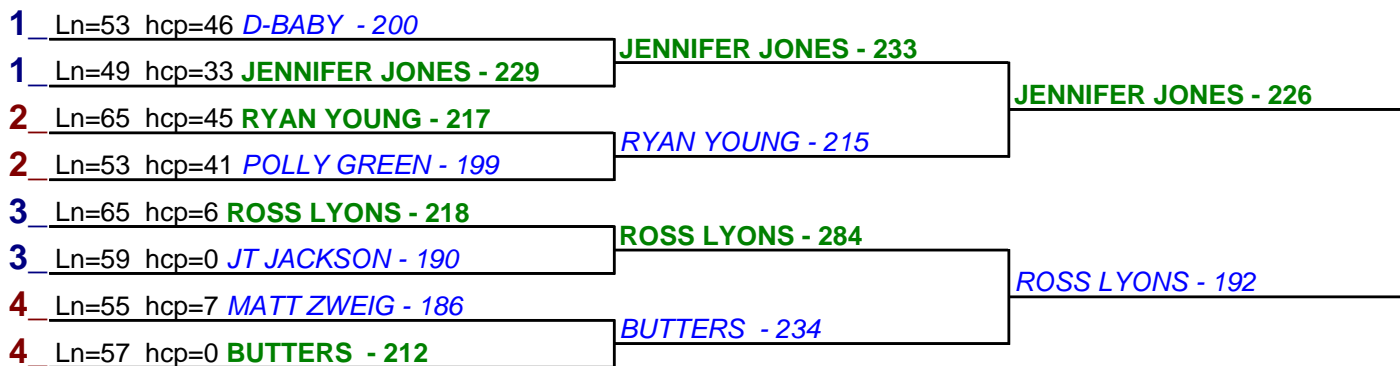 1_ Ln=53 hcp=46 D-BABY - 200
JENNIFER JONES - 233
1_ Ln=49 hcp=33 JENNIFER JONES - 229
JENNIFER JONES - 226
2_ Ln=65 hcp=45 RYAN YOUNG - 217
RYAN YOUNG - 215
2_ Ln=53 hcp=41 POLLY GREEN - 199
3_ Ln=65 hcp=6 ROSS LYONS - 218
ROSS LYONS - 284
3_ Ln=59 hcp=0 JT JACKSON - 190
ROSS LYONS - 192
4_ Ln=55 hcp=7 MATT ZWEIG - 186
BUTTERS - 234
4_ Ln=57 hcp=0 BUTTERS - 212